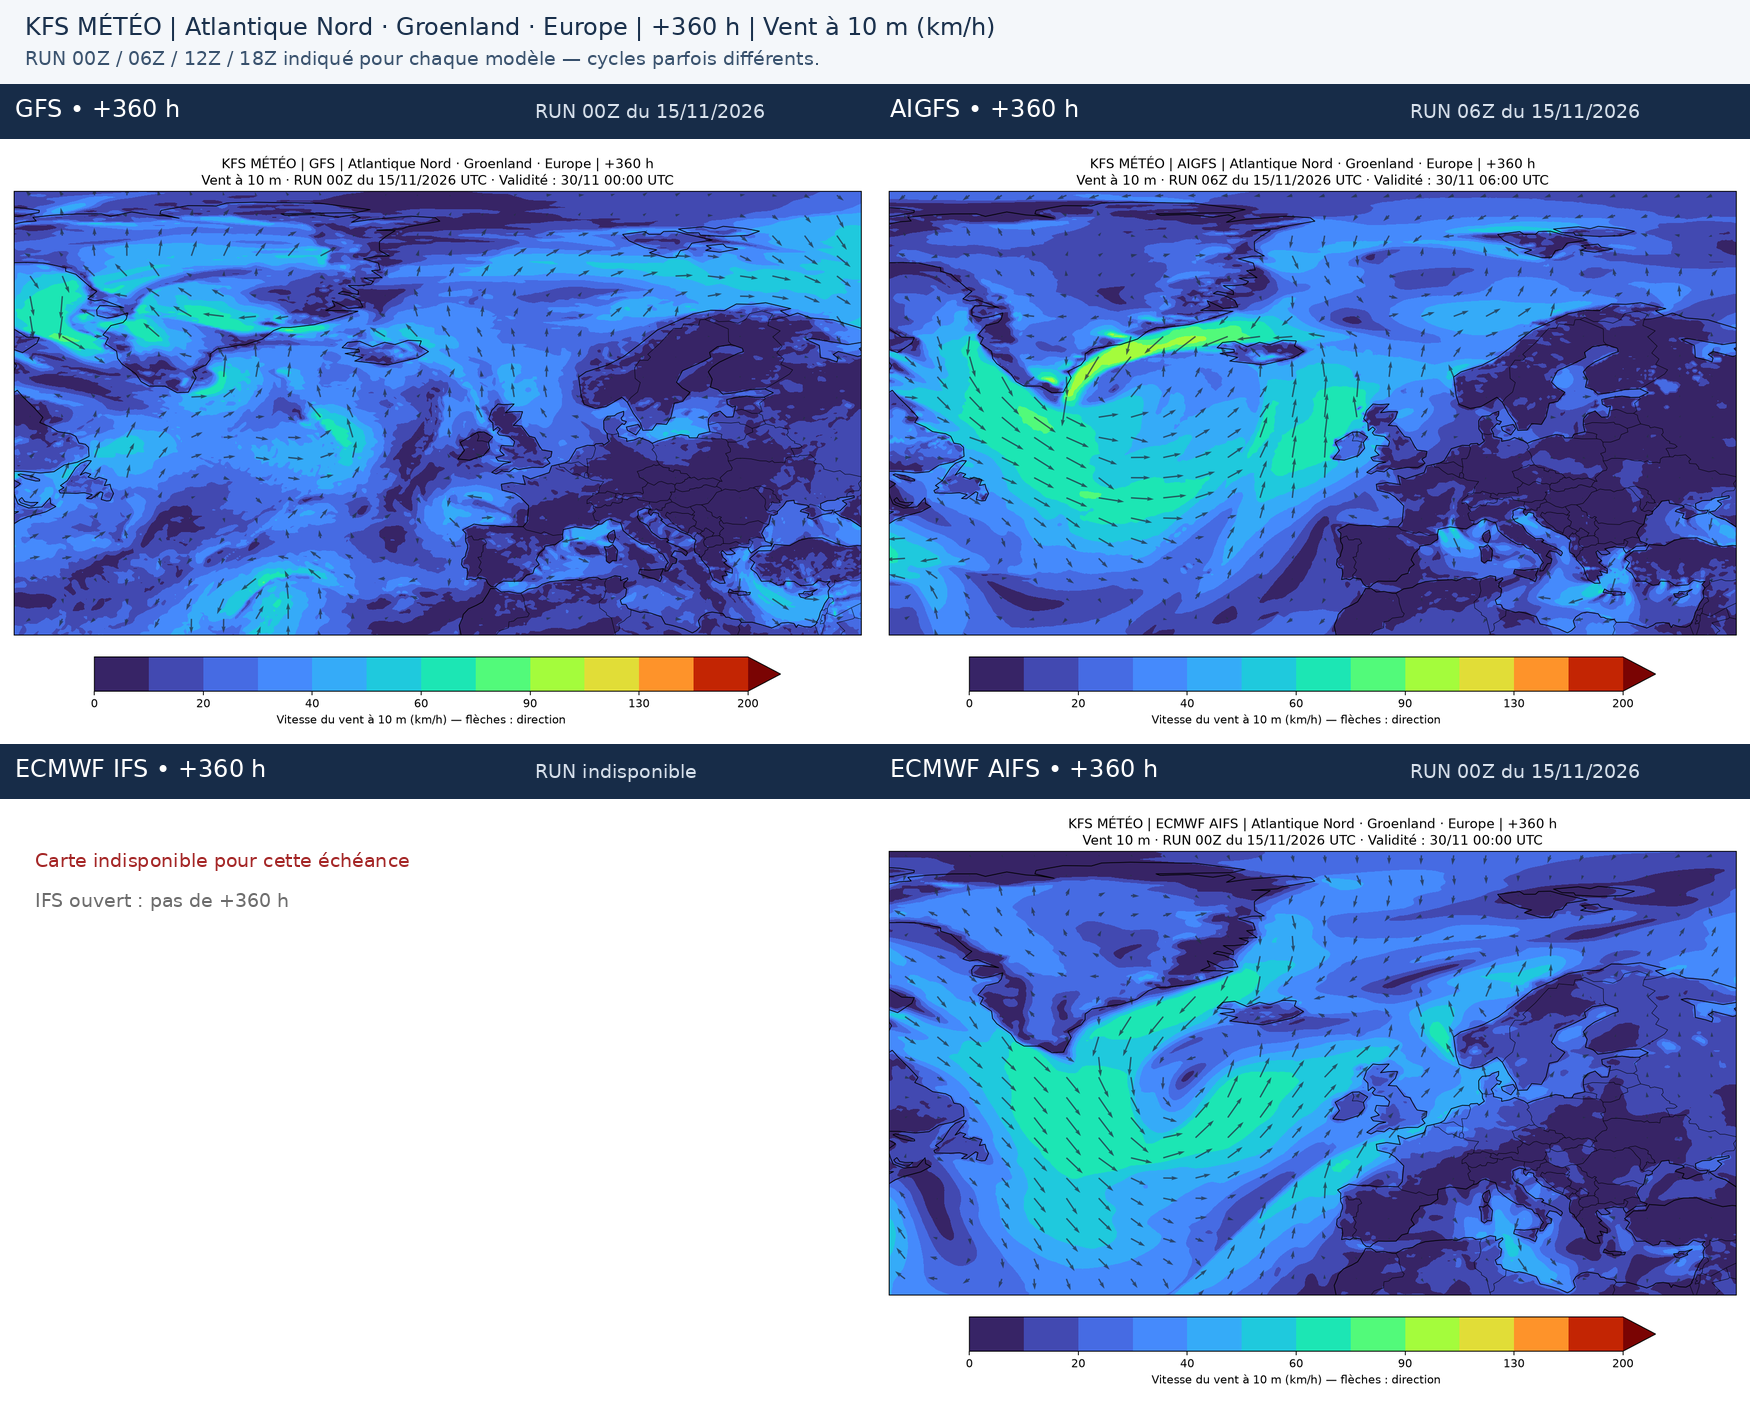 KFS MÉTÉO | Atlantique Nord · Groenland · Europe | +360 h | Vent à 10 m (km/h)
RUN 00Z / 06Z / 12Z / 18Z indiqué pour chaque modèle — cycles parfois différents.
GFS • +360 h
RUN 00Z du 15/11/2026
KFS MÉTÉO | GFS | Atlantique Nord · Groenland · Europe | +360 h
Vent à 10 m · RUN 00Z du 15/11/2026 UTC · Validité : 30/11 00:00 UTC
0 20 40 60 90 130 200
Vitesse du vent à 10 m (km/h) — flèches : direction
AIGFS • +360 h
RUN 06Z du 15/11/2026
KFS MÉTÉO | AIGFS | Atlantique Nord · Groenland · Europe | +360 h
Vent à 10 m · RUN 06Z du 15/11/2026 UTC · Validité : 30/11 06:00 UTC
0 20 40 60 90 130 200
Vitesse du vent à 10 m (km/h) — flèches : direction
ECMWF IFS • +360 h
RUN indisponible
Carte indisponible pour cette échéance
IFS ouvert : pas de +360 h
ECMWF AIFS • +360 h
RUN 00Z du 15/11/2026
KFS MÉTÉO | ECMWF AIFS | Atlantique Nord · Groenland · Europe | +360 h
Vent 10 m · RUN 00Z du 15/11/2026 UTC · Validité : 30/11 00:00 UTC
0 20 40 60 90 130 200
Vitesse du vent à 10 m (km/h) — flèches : direction